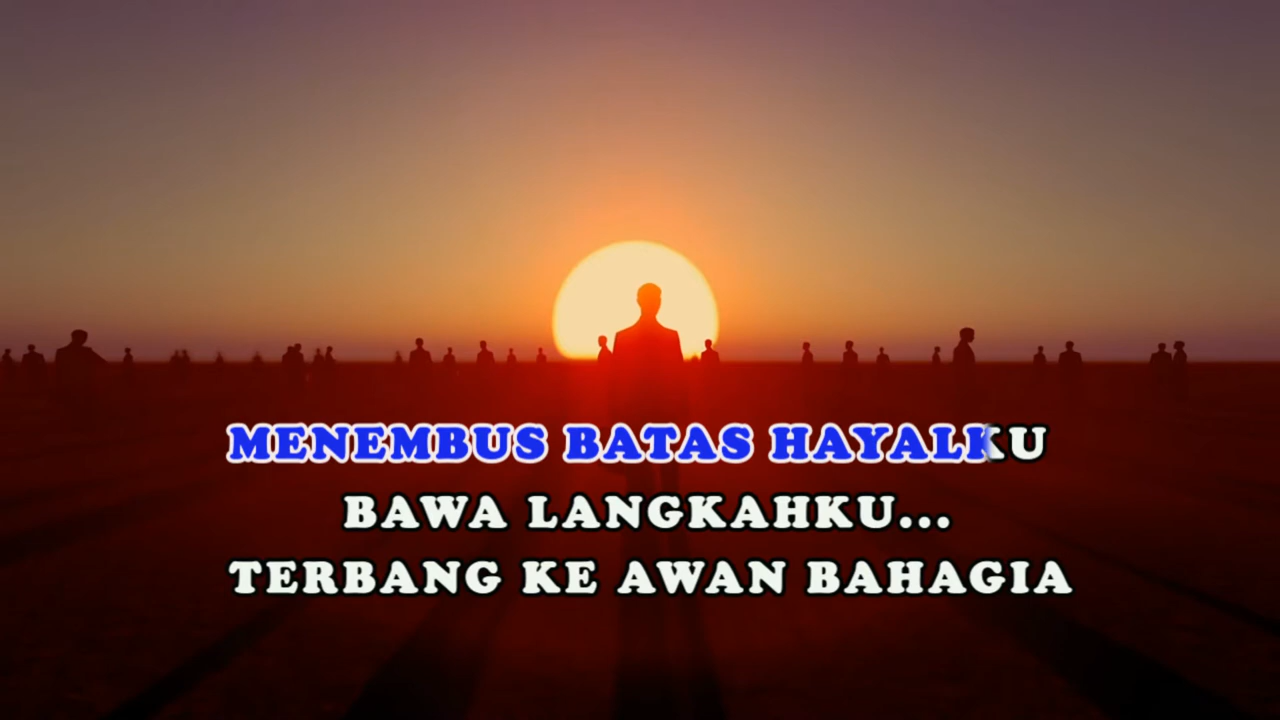 MENEMBUS BATAS HAYALKU
BAWA LANGKAHKU...
TERBANG KE AWAN BAHAGIA